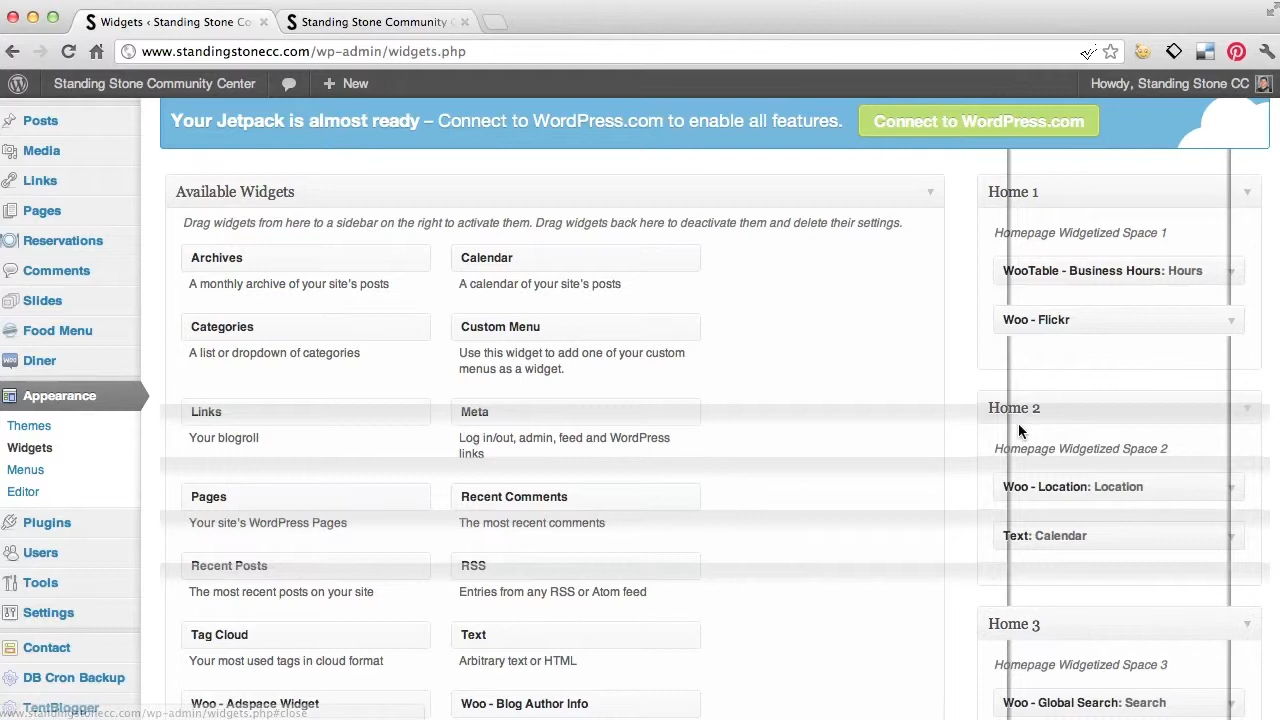 Widgets ‹ Standing Stone Co
Standing Stone Community C
www.standingstonecc.com/wp-admin/widgets.php
Standing Stone Community Center
New
Howdy, Standing Stone CC
Your Jetpack is almost ready – Connect to WordPress.com to enable all features.
Connect to WordPress.com
Posts
Media
Links
Pages
Reservations
Comments
Slides
Food Menu
Diner
Appearance
Themes
Widgets
Menus
Editor
Plugins
Users
Tools
Settings
Contact
DB Cron Backup
TentBlogger
www.standingstonecc.com/wp-admin/widgets.php#close
Available Widgets
Drag widgets from here to a sidebar on the right to activate them. Drag widgets back here to deactivate them and delete their settings.
Archives
A monthly archive of your site's posts
Calendar
A calendar of your site's posts
Categories
A list or dropdown of categories
Custom Menu
Use this widget to add one of your custom
menus as a widget.
Links
Your blogroll
Meta
Log in/out, admin, feed and WordPress
links
Pages
Your site's WordPress Pages
Recent Comments
The most recent comments
Recent Posts
The most recent posts on your site
RSS
Entries from any RSS or Atom feed
Tag Cloud
Your most used tags in cloud format
Text
Arbitrary text or HTML
Woo - Adspace Widget
Woo - Blog Author Info
Home 1
Homepage Widgetized Space 1
WooTable - Business Hours: Hours
Woo - Flickr
Home 2
Homepage Widgetized Space 2
Woo - Location: Location
Text: Calendar
Home 3
Homepage Widgetized Space 3
Woo - Global Search: Search